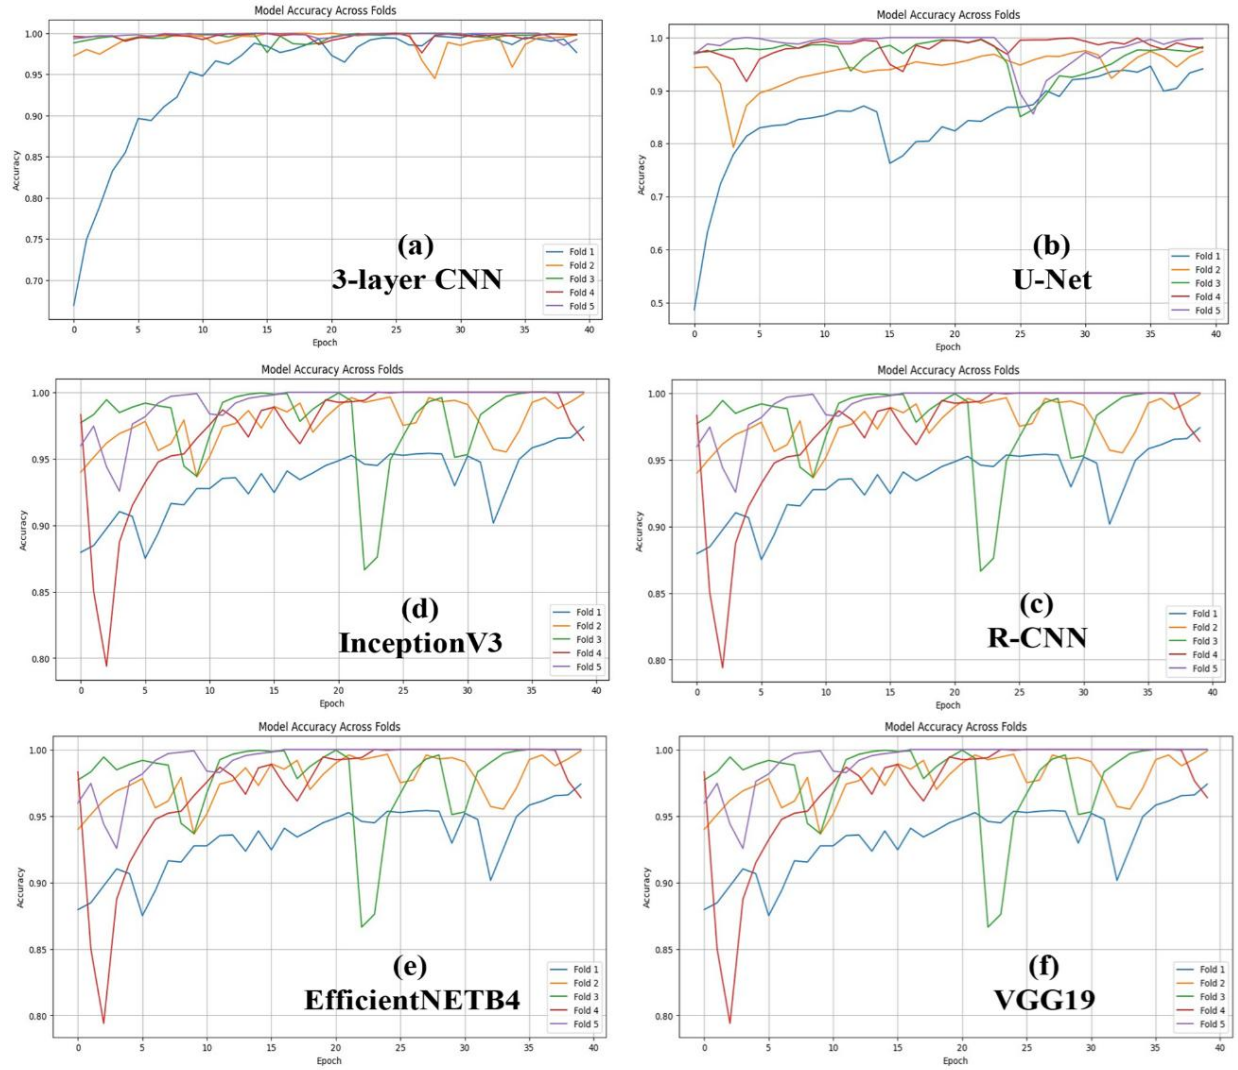 Model Accuracy Across Folds
Accuracy
1.00
0.95
0.90
0.85
0.80
0.75
0.70
(a)
3-layer CNN
Fold 1
Fold 2
Fold 3
Fold 4
Fold 5
0 5 10 15 20 25 30 35 40
Epoch
Model Accuracy Across Folds
Accuracy
1.0
0.9
0.8
0.7
0.6
0.5
(b)
U-Net
Fold 1
Fold 2
Fold 3
Fold 4
Fold 5
0 5 10 15 20 25 30 35 40
Epoch
Model Accuracy Across Folds
Accuracy
1.00
0.95
0.90
0.85
0.80
(d)
InceptionV3
Fold 1
Fold 2
Fold 3
Fold 4
Fold 5
0 5 10 15 20 25 30 35 40
Epoch
Model Accuracy Across Folds
Accuracy
1.00
0.95
0.90
0.85
0.80
(c)
R-CNN
Fold 1
Fold 2
Fold 3
Fold 4
Fold 5
0 5 10 15 20 25 30 35 40
Epoch
Model Accuracy Across Folds
Accuracy
1.00
0.95
0.90
0.85
0.80
(e)
EfficientNETB4
Fold 1
Fold 2
Fold 3
Fold 4
Fold 5
0 5 10 15 20 25 30 35 40
Epoch
Model Accuracy Across Folds
Accuracy
1.00
0.95
0.90
0.85
0.80
(f)
VGG19
Fold 1
Fold 2
Fold 3
Fold 4
Fold 5
0 5 10 15 20 25 30 35 40
Epoch